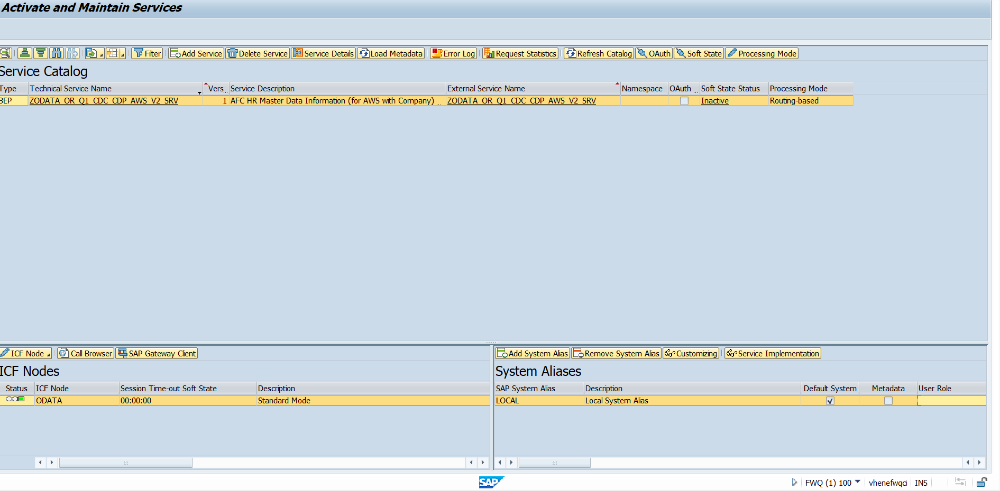 Activate and Maintain Services
Filter Add Service Delete Service Service Details Load Metadata Error Log Request Statistics Refresh Catalog OAuth Soft State Processing Mode
Service Catalog
Type Technical Service Name Vers... Service Description External Service Name Namespace OAuth ... Soft State Status Processing Mode
BEP ZODATA_OR_Q1_CDC_CDP_AWS_V2_SRV 1 AFC HR Master Data Information (for AWS with Company) ... ZODATA_OR_Q1_CDC_CDP_AWS_V2_SRV Inactive Routing-based
ICF Node Call Browser SAP Gateway Client
ICF Nodes
Status ICF Node Session Time-out Soft State Description
ODATA 00:00:00 Standard Mode
Add System Alias Remove System Alias Customizing Service Implementation
System Aliases
SAP System Alias Description Default System Metadata User Role
LOCAL Local System Alias
SAP FWQ (1) 100 vhenefwqci INS